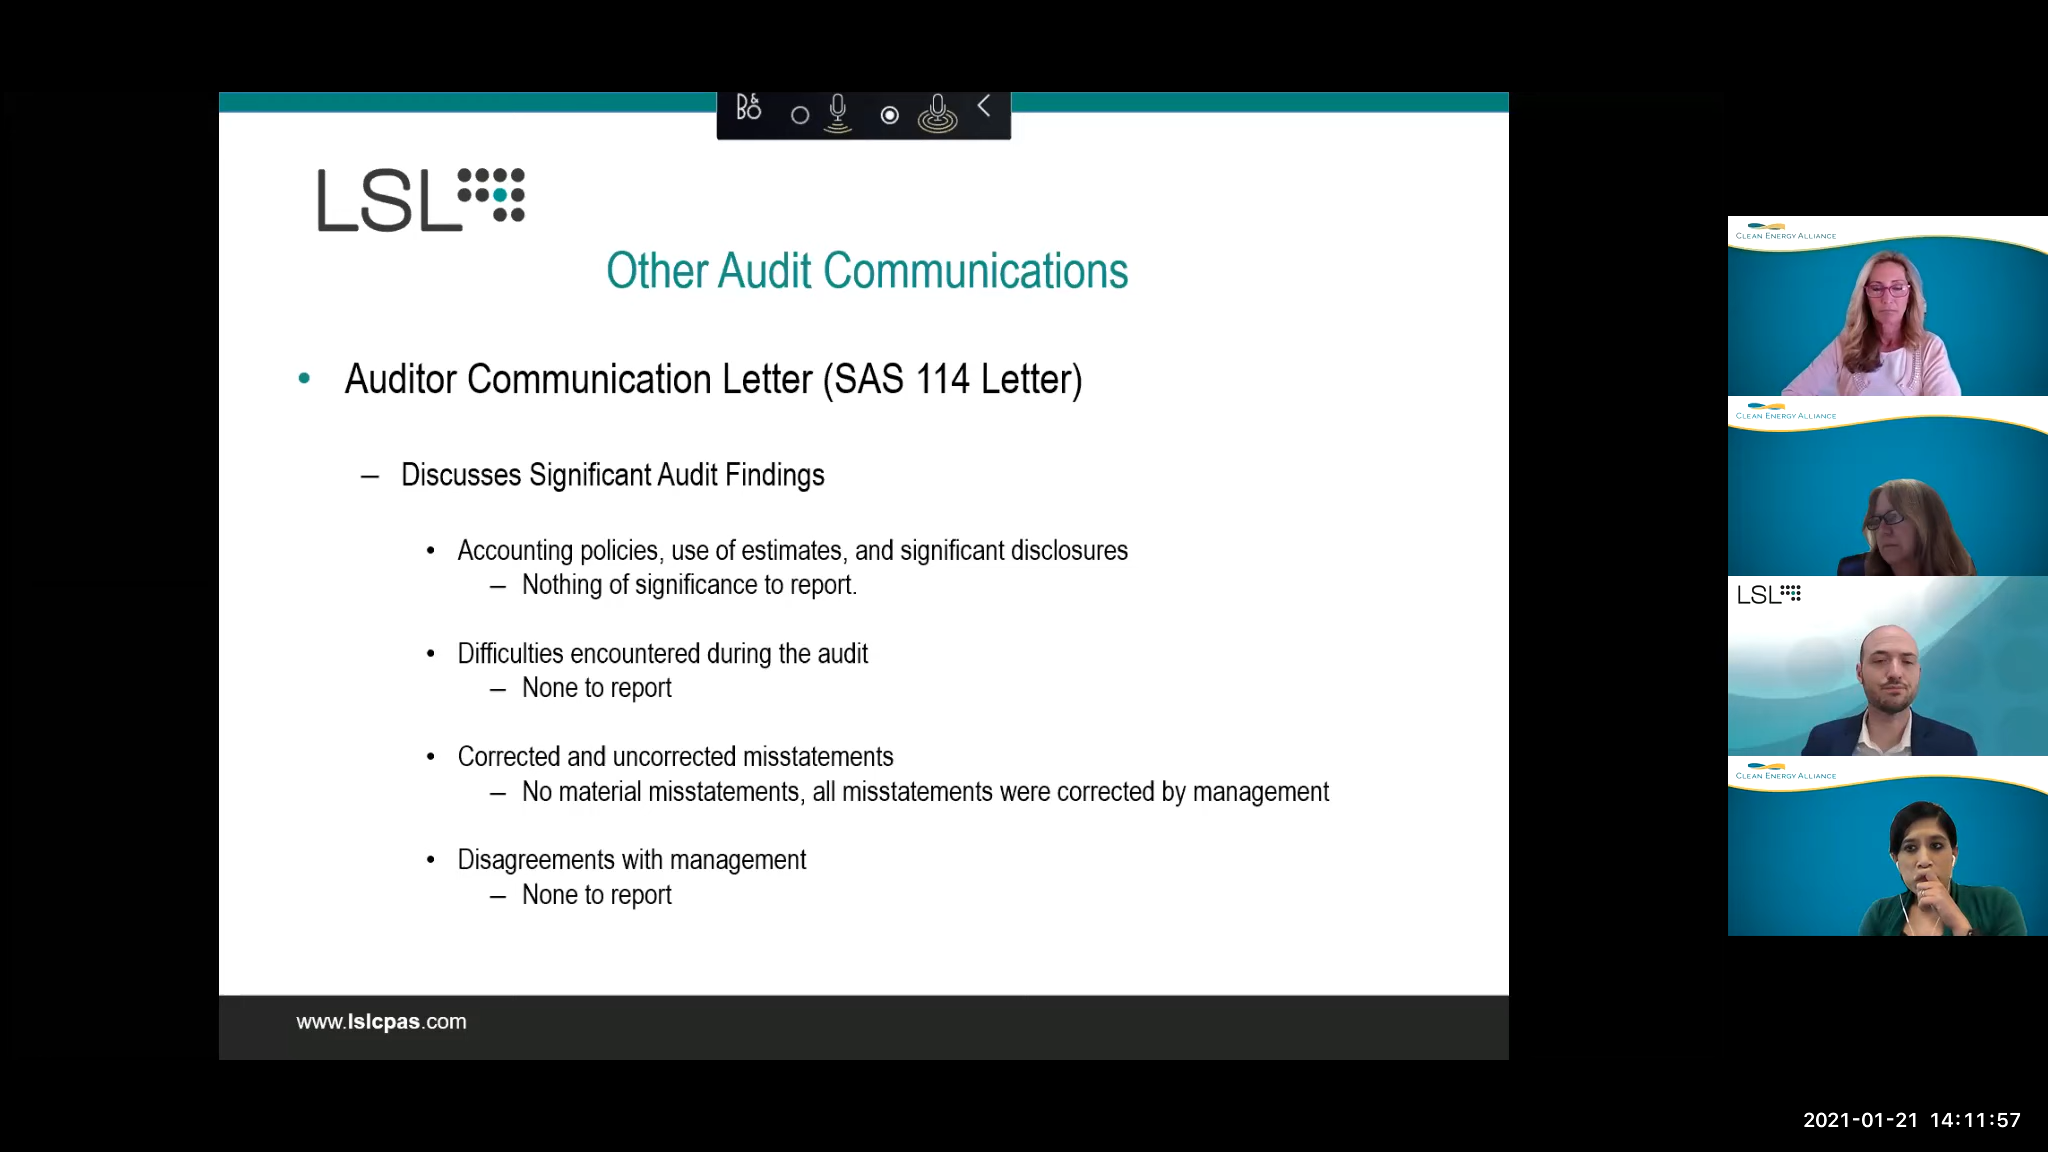 B&O
LSL
Other Audit Communications
• Auditor Communication Letter (SAS 114 Letter)
– Discusses Significant Audit Findings
• Accounting policies, use of estimates, and significant disclosures
– Nothing of significance to report.
• Difficulties encountered during the audit
– None to report
• Corrected and uncorrected misstatements
– No material misstatements, all misstatements were corrected by management
• Disagreements with management
– None to report
www.lslcpas.com
CLEAN ENERGY ALLIANCE
CLEAN ENERGY ALLIANCE
LSL
CLEAN ENERGY ALLIANCE
2021-01-21 14:11:57